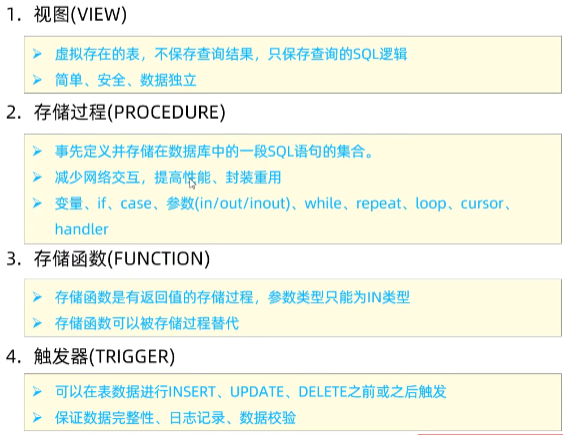 1. 视图(VIEW)
虚拟存在的表，不保存查询结果，只保存查询的SQL逻辑
简单、安全、数据独立
2. 存储过程(PROCEDURE)
事先定义并存储在数据库中的一段SQL语句的集合。
减少网络交互，提高性能、封装重用
变量、if、case、参数(in/out/inout)、while、repeat、loop、cursor、
handler
3. 存储函数(FUNCTION)
存储函数是有返回值的存储过程，参数类型只能为IN类型
存储函数可以被存储过程替代
4. 触发器(TRIGGER)
可以在表数据进行INSERT、UPDATE、DELETE之前或之后触发
保证数据完整性、日志记录、数据校验